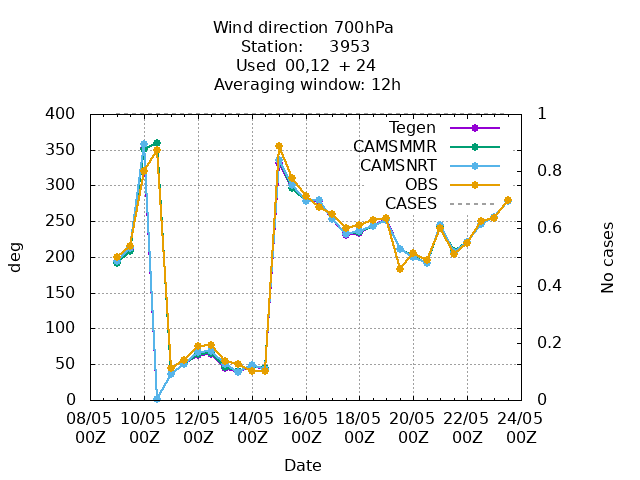 Wind direction 700hPa
Station: 3953
Used 00,12 + 24
Averaging window: 12h
400 1
350
300 0.8
250
200 0.6
150 0.4
100
50 0.2
0 0
Tegen
CAMSMMR
CAMSNRT
OBS
CASES
deg
No cases
08/05 10/05 12/05 14/05 16/05 18/05 20/05 22/05 24/05
00Z 00Z 00Z 00Z 00Z 00Z 00Z 00Z 00Z
Date